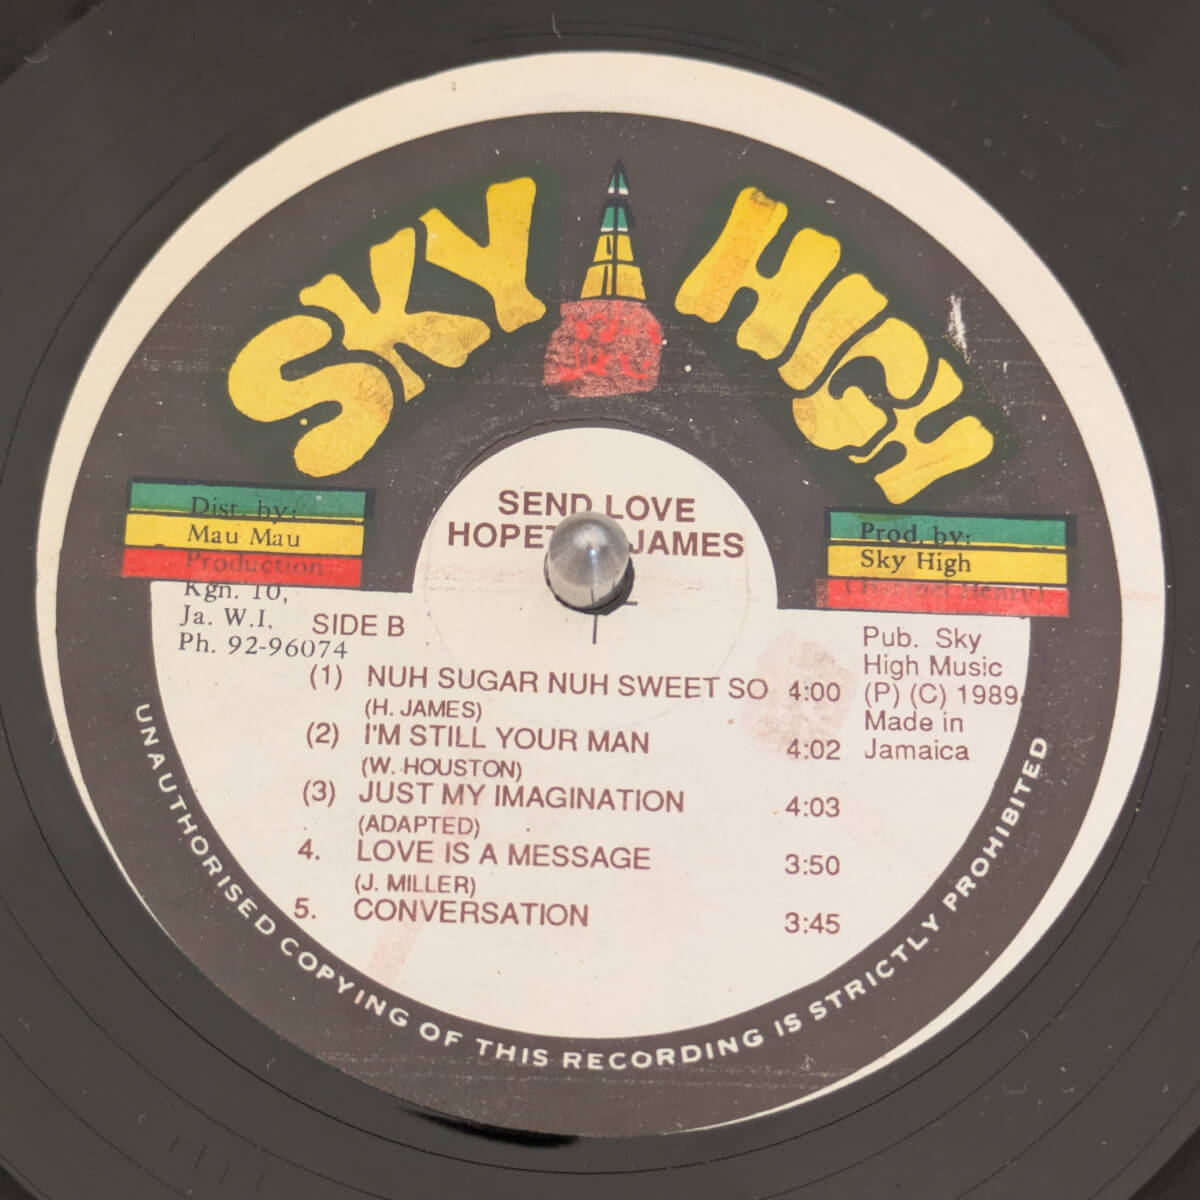 SKY HIGH
SEND LOVE
JAMES
Dist. by:
Mau Mau
Production
Kgn. 10,
Ja. W.I.
Ph. 92-96074
Prod. by:
Sky High
Henry)
Pub. Sky
High Music
(P) (C) 1989
Made in
Jamaica
SIDE B
(1) NUH SUGAR NUH SWEET SO 4:00
(H. JAMES)
(2) I'M STILL YOUR MAN 4:02
(W. HOUSTON)
(3) JUST MY IMAGINATION 4:03
(ADAPTED)
4. LOVE IS A MESSAGE 3:50
(J. MILLER)
5. CONVERSATION 3:45
UNAUTHORISED COPYING OF THIS RECORDING IS STRICTLY PROHIBITED